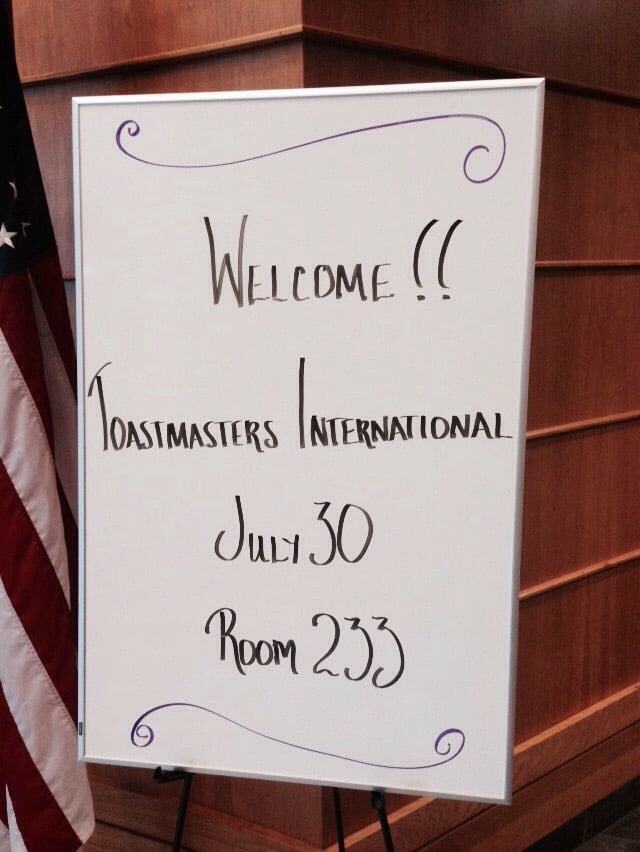 WELCOME !!
TOASTMASTERS INTERNATIONAL
JULY 30
ROOM 233